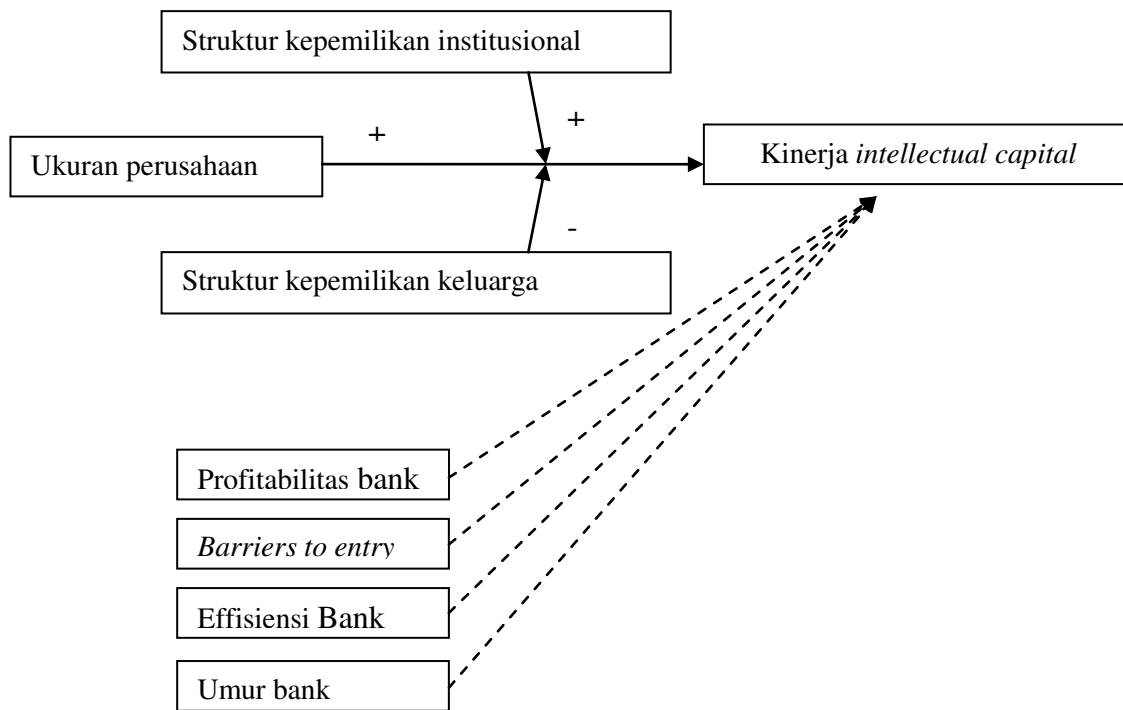 Struktur kepemilikan institusional
+
+
Ukuran perusahaan
Kinerja intellectual capital
-
Struktur kepemilikan keluarga
Profitabilitas bank
Barriers to entry
Effisiensi Bank
Umur bank